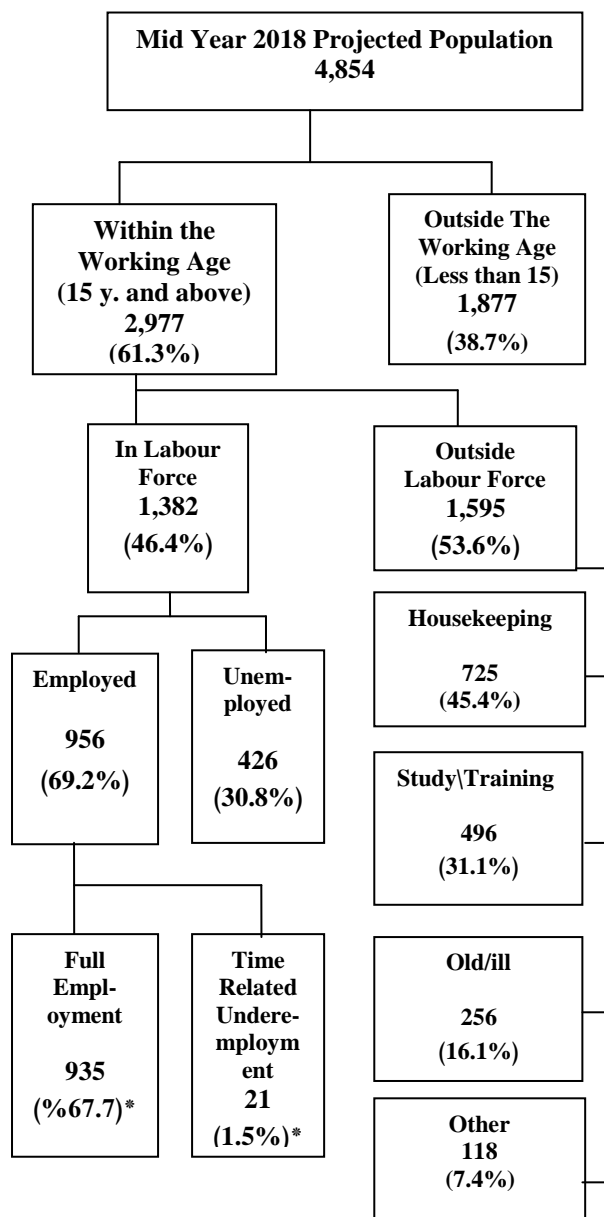 Mid Year 2018 Projected Population
4,854
Within the
Working Age
(15 y. and above)
2,977
(61.3%)
Outside The
Working Age
(Less than 15)
1,877
(38.7%)
In Labour
Force
1,382
(46.4%)
Outside
Labour Force
1,595
(53.6%)
Employed
956
(69.2%)
Unem-
ployed
426
(30.8%)
Housekeeping
725
(45.4%)
Study\Training
496
(31.1%)
Full
Empl-
oyment
935
(%67.7)*
Time
Related
Undere-
mploym
ent
21
(1.5%)*
Old/ill
256
(16.1%)
Other
118
(7.4%)